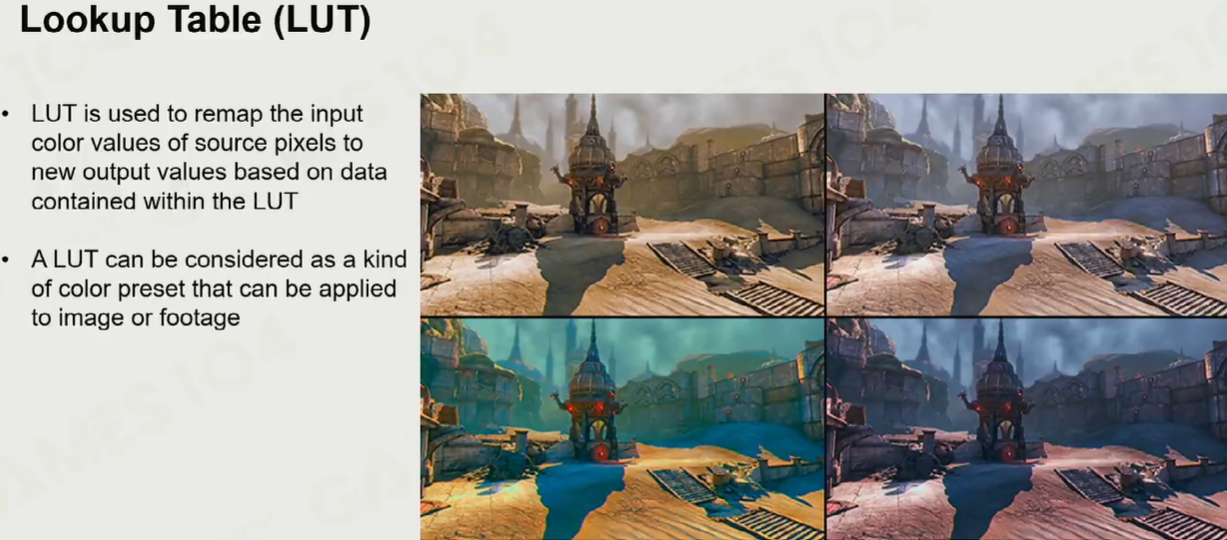 Lookup Table (LUT)
• LUT is used to remap the input
color values of source pixels to
new output values based on data
contained within the LUT
• A LUT can be considered as a kind
of color preset that can be applied
to image or footage
GAMES104